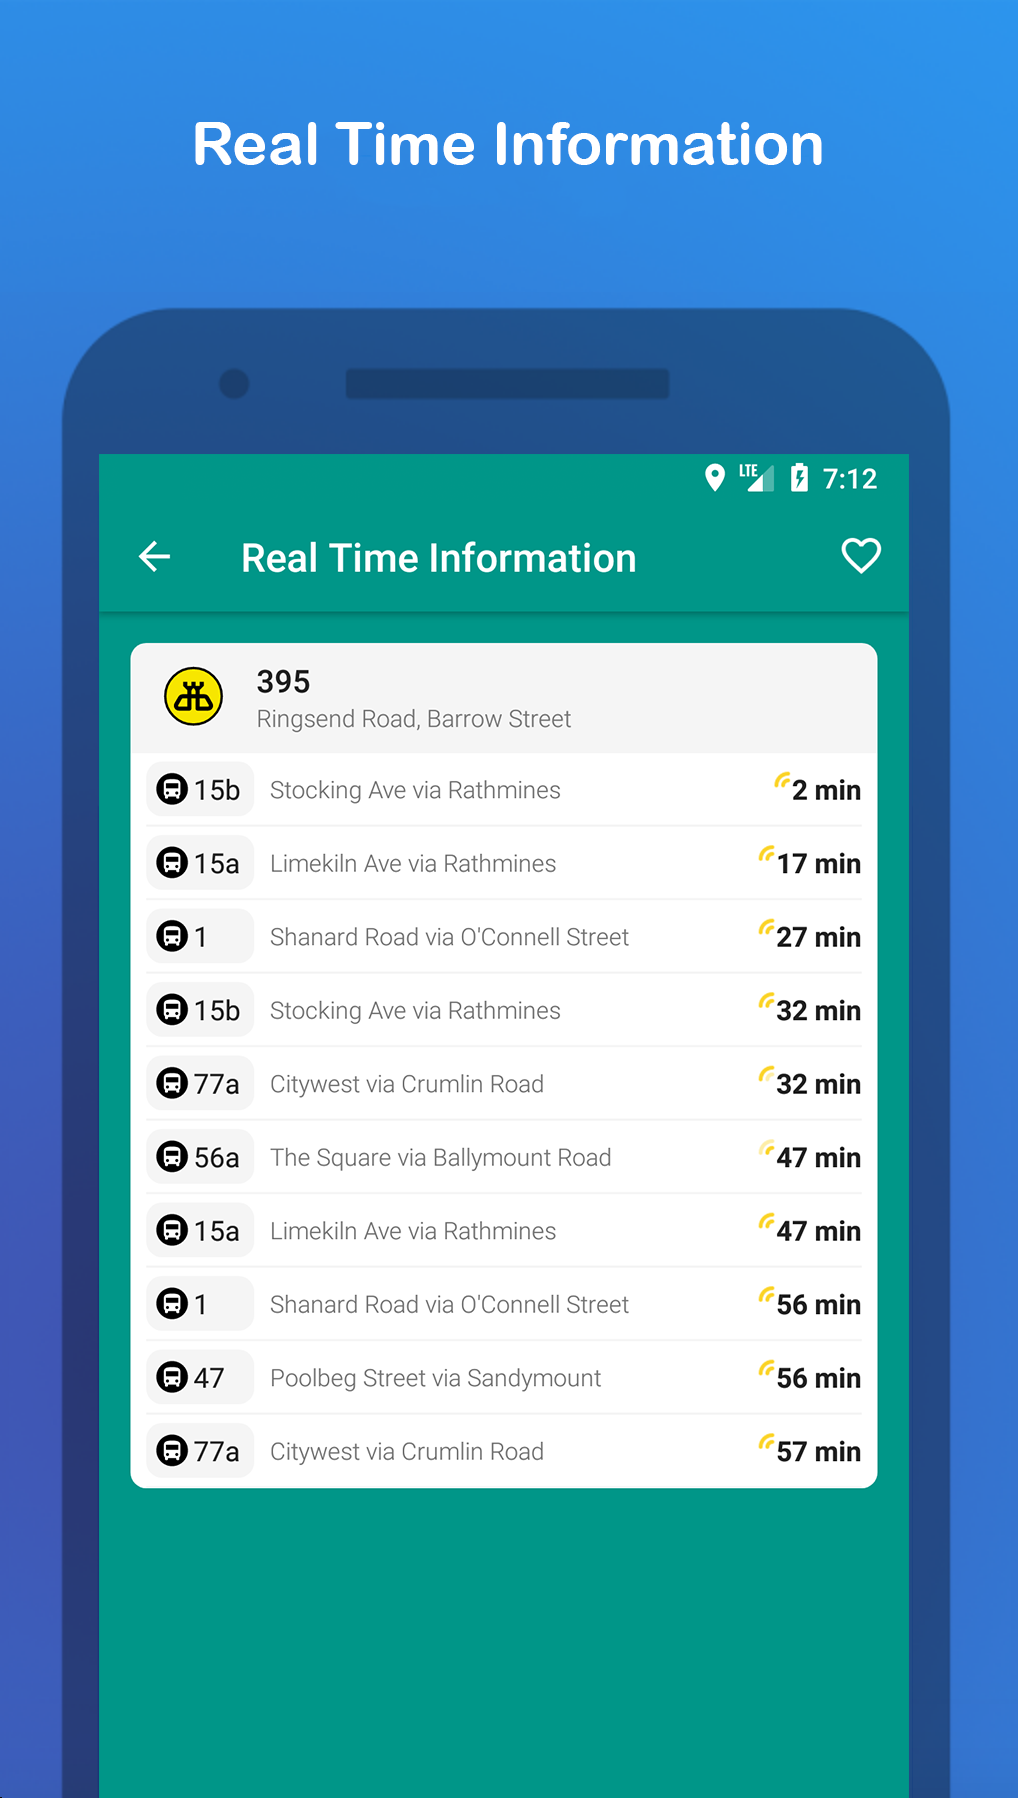 Real Time Information
LTE 7:12
Real Time Information
395
Ringsend Road, Barrow Street
15b Stocking Ave via Rathmines 2 min
15a Limekiln Ave via Rathmines 17 min
1 Shanard Road via O'Connell Street 27 min
15b Stocking Ave via Rathmines 32 min
77a Citywest via Crumlin Road 32 min
56a The Square via Ballymount Road 47 min
15a Limekiln Ave via Rathmines 47 min
1 Shanard Road via O'Connell Street 56 min
47 Poolbeg Street via Sandymount 56 min
77a Citywest via Crumlin Road 57 min